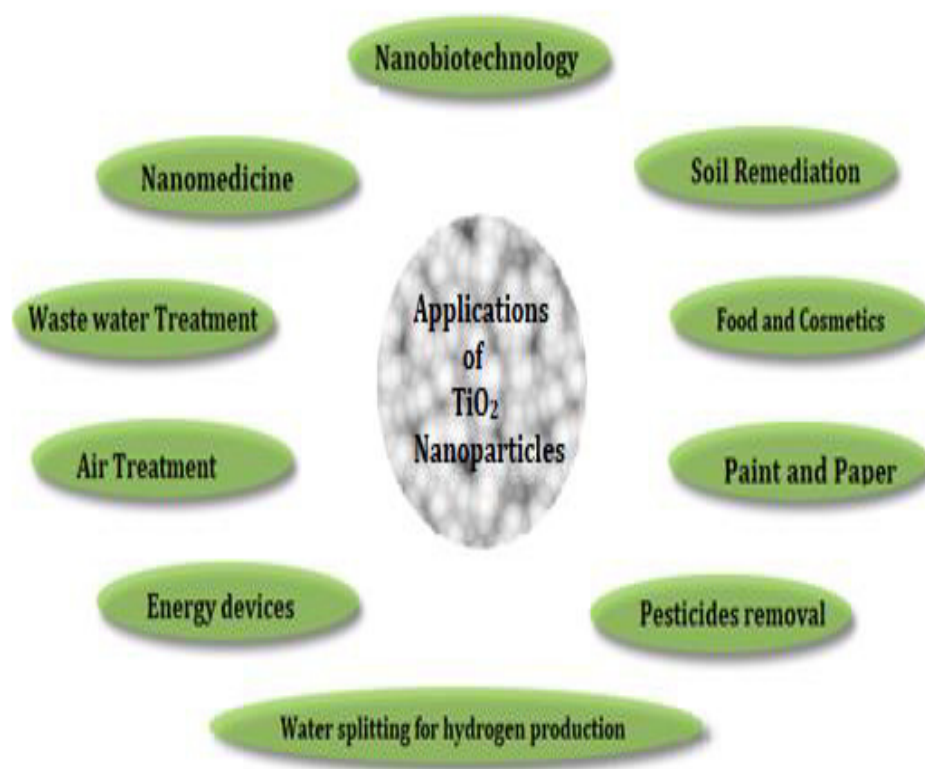 Nanobiotechnology
Nanomedicine
Soil Remediation
Waste water Treatment
Food and Cosmetics
Applications
of
TiO₂
Nanoparticles
Air Treatment
Paint and Paper
Energy devices
Pesticides removal
Water splitting for hydrogen production